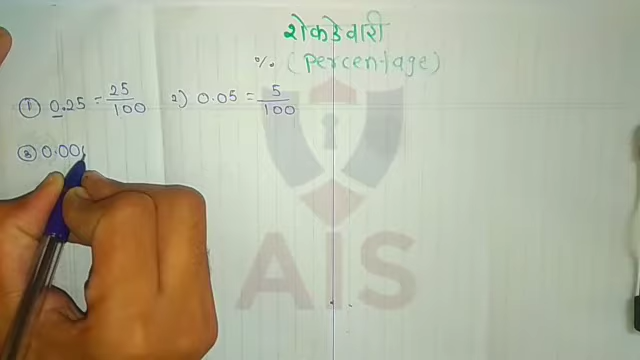 शेकडेवारी
% (Percentage)
① 0.25 = 25/100 2) 0.05 = 5/100
③ 0.00
AIS